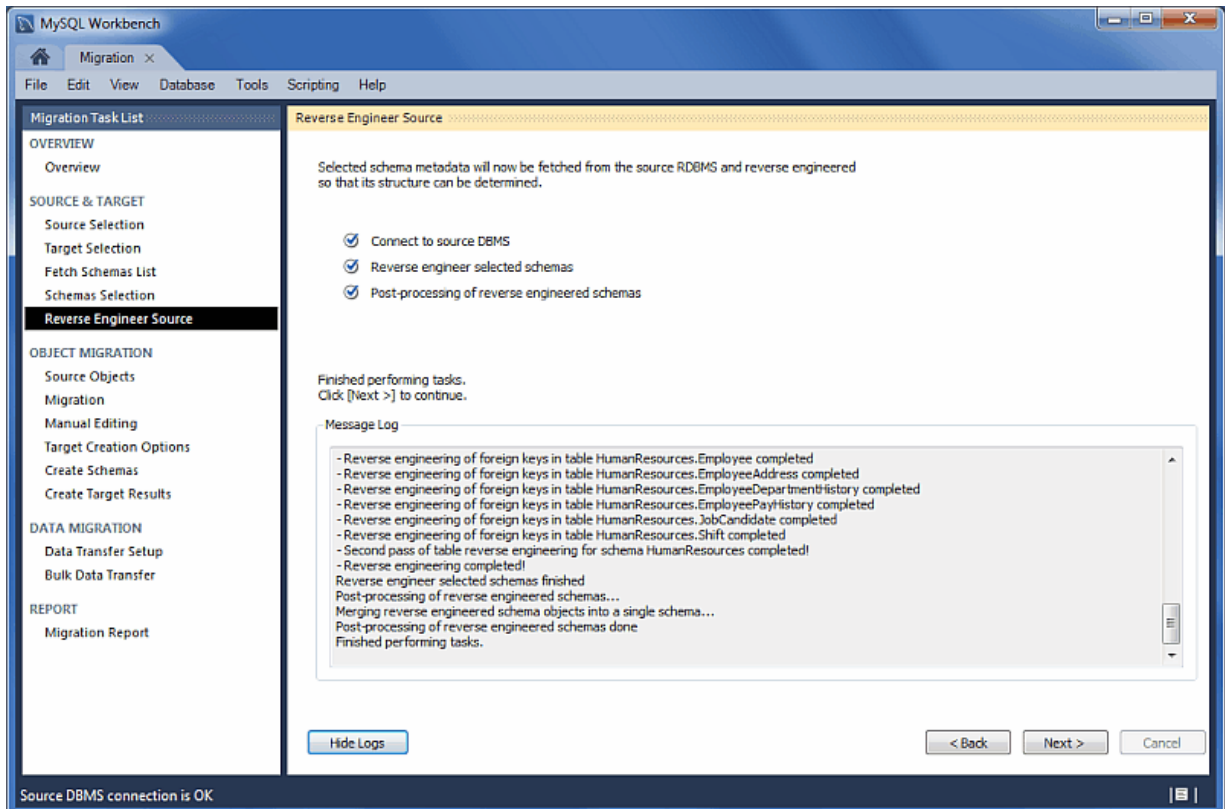 MySQL Workbench
Migration
File Edit View Database Tools Scripting Help
Migration Task List
OVERVIEW
Overview
SOURCE & TARGET
Source Selection
Target Selection
Fetch Schemas List
Schemas Selection
Reverse Engineer Source
OBJECT MIGRATION
Source Objects
Migration
Manual Editing
Target Creation Options
Create Schemas
Create Target Results
DATA MIGRATION
Data Transfer Setup
Bulk Data Transfer
REPORT
Migration Report
Reverse Engineer Source
Selected schema metadata will now be fetched from the source RDBMS and reverse engineered
so that its structure can be determined.
Connect to source DBMS
Reverse engineer selected schemas
Post-processing of reverse engineered schemas
Finished performing tasks.
Click [Next >] to continue.
Message Log
- Reverse engineering of foreign keys in table HumanResources.Employee completed
- Reverse engineering of foreign keys in table HumanResources.EmployeeAddress completed
- Reverse engineering of foreign keys in table HumanResources.EmployeeDepartmentHistory completed
- Reverse engineering of foreign keys in table HumanResources.EmployeePayHistory completed
- Reverse engineering of foreign keys in table HumanResources.JobCandidate completed
- Reverse engineering of foreign keys in table HumanResources.Shift completed
- Second pass of table reverse engineering for schema HumanResources completed!
- Reverse engineering completed!
Reverse engineer selected schemas finished
Post-processing of reverse engineered schemas...
Merging reverse engineered schema objects into a single schema...
Post-processing of reverse engineered schemas done
Finished performing tasks.
Hide Logs
< Back
Next >
Cancel
Source DBMS connection is OK